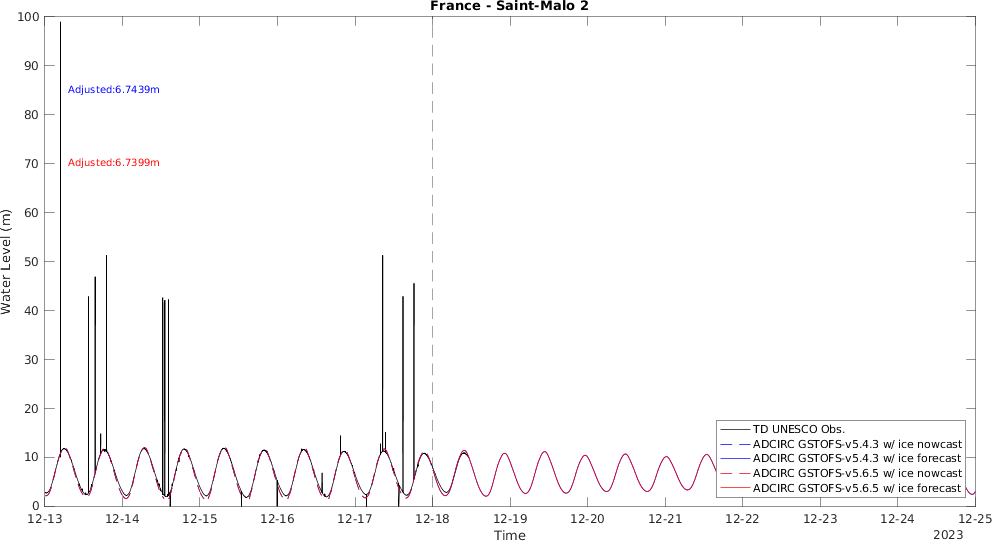 France - Saint-Malo 2
100
90
80
70
60
50
40
30
20
10
0
Water Level (m)
Adjusted:6.7439m
Adjusted:6.7399m
TD UNESCO Obs.
ADCIRC GSTOFS-v5.4.3 w/ ice nowcast
ADCIRC GSTOFS-v5.4.3 w/ ice forecast
ADCIRC GSTOFS-v5.6.5 w/ ice nowcast
ADCIRC GSTOFS-v5.6.5 w/ ice forecast
12-13 12-14 12-15 12-16 12-17 12-18 12-19 12-20 12-21 12-22 12-23 12-24 12-25
Time
2023